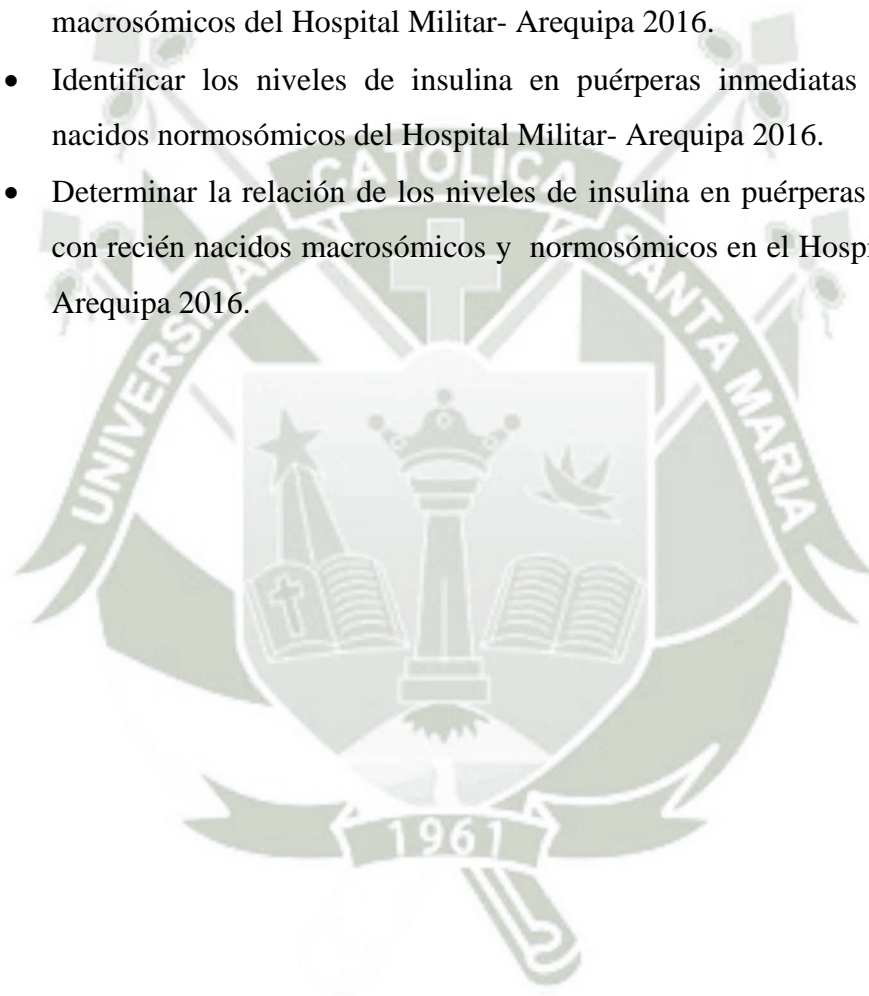 macrosómicos del Hospital Militar- Arequipa 2016.
• Identificar los niveles de insulina en puérperas inmediatas
nacidos normosómicos del Hospital Militar- Arequipa 2016.
• Determinar la relación de los niveles de insulina en puérperas
con recién nacidos macrosómicos y normosómicos en el Hosp
Arequipa 2016.
UNIVERSIDAD CATOLICA SANTA MARIA
1961